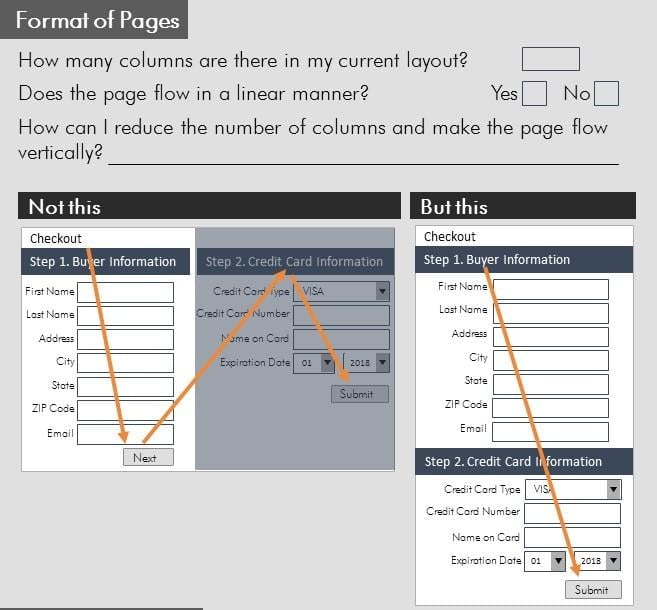 Format of Pages
How many columns are there in my current layout?
Does the page flow in a linear manner? Yes No
How can I reduce the number of columns and make the page flow
vertically?
Not this
Checkout
Step 1. Buyer Information
First Name
Last Name
Address
City
State
ZIP Code
Email
Next
Step 2. Credit Card Information
Credit Card Type VISA
Credit Card Number
Name on Card
Expiration Date 01 2018
Submit
But this
Checkout
Step 1. Buyer Information
First Name
Last Name
Address
City
State
ZIP Code
Email
Step 2. Credit Card Information
Credit Card Type VISA
Credit Card Number
Name on Card
Expiration Date 01 2018
Submit